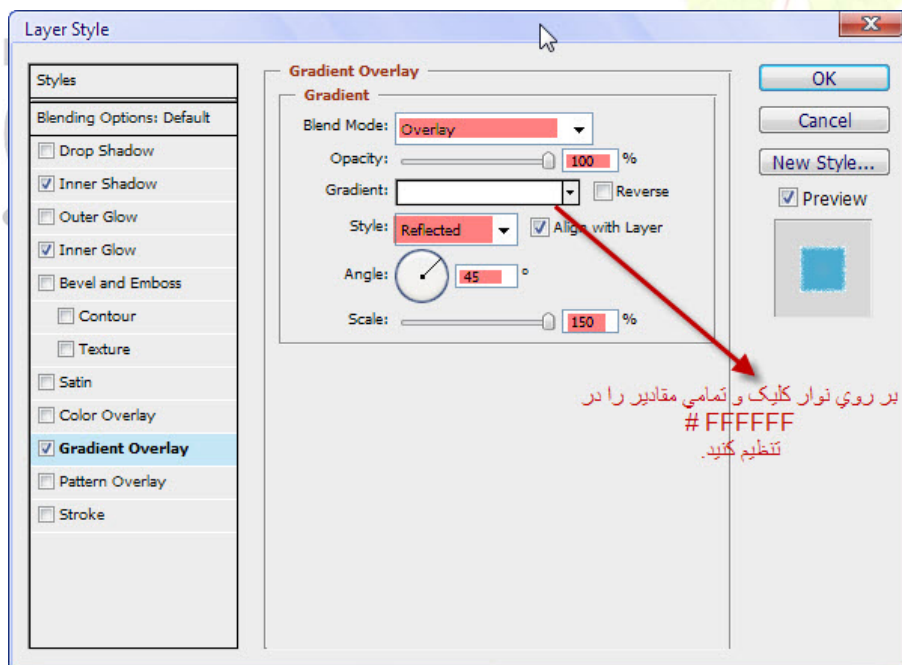 Layer Style
Styles
Blending Options: Default
Drop Shadow
Inner Shadow
Outer Glow
Inner Glow
Bevel and Emboss
Contour
Texture
Satin
Color Overlay
Gradient Overlay
Pattern Overlay
Stroke
Gradient Overlay
Gradient
Blend Mode: Overlay
Opacity: 100 %
Gradient: Reverse
Style: Reflected Align with Layer
Angle: 45 °
Scale: 150 %
OK
Cancel
New Style...
Preview
بر روي نوار کليک و تمامي مقادير را در
# FFFFFF
تنظيم کنيد.